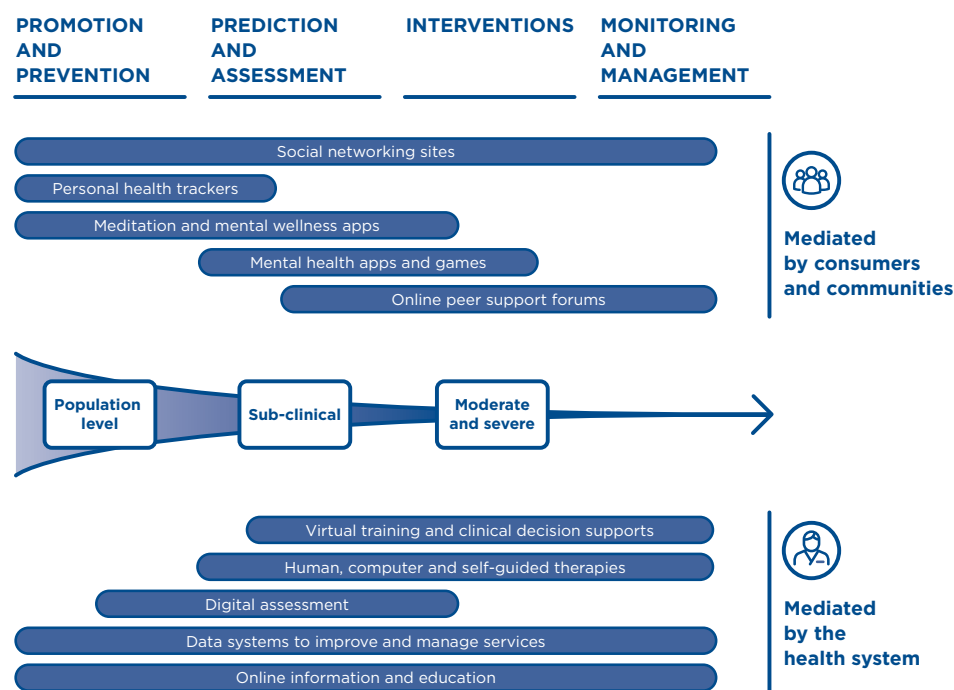 PROMOTION
AND
PREVENTION
PREDICTION
AND
ASSESSMENT
INTERVENTIONS
MONITORING
AND
MANAGEMENT
Social networking sites
Personal health trackers
Meditation and mental wellness apps
Mental health apps and games
Online peer support forums
Mediated
by consumers
and communities
Population
level
Sub-clinical
Moderate
and severe
Virtual training and clinical decision supports
Human, computer and self-guided therapies
Digital assessment
Data systems to improve and manage services
Online information and education
Mediated
by the
health system